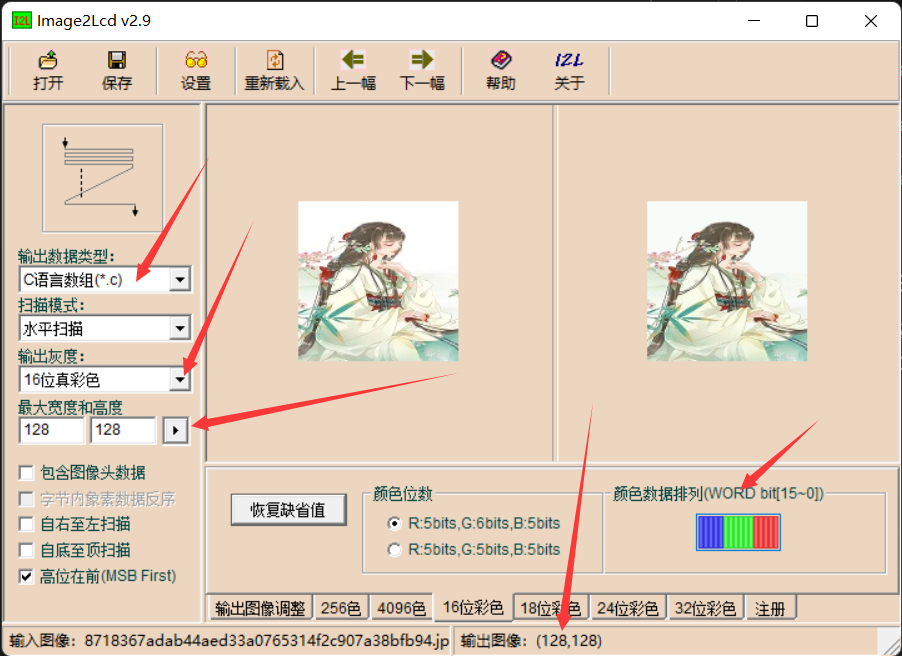 Image2Lcd v2.9
打开 保存 设置 重新载入 上一幅 下一幅 帮助 关于
输出数据类型:
C语言数组(*.c)
扫描模式:
水平扫描
输出灰度:
16位真彩色
最大宽度和高度
128 128
包含图像头数据
字节内象素数据反序
自右至左扫描
自底至顶扫描
高位在前(MSB First)
恢复缺省值
颜色位数
R:5bits,G:6bits,B:5bits
R:5bits,G:5bits,B:5bits
颜色数据排列(WORD bit[15~0])
输出图像调整 256色 4096色 16位彩色 18位彩色 24位彩色 32位彩色 注册
输入图像: 8718367adab44aed33a0765314f2c907a38bfb94.jp 输出图像: (128,128)